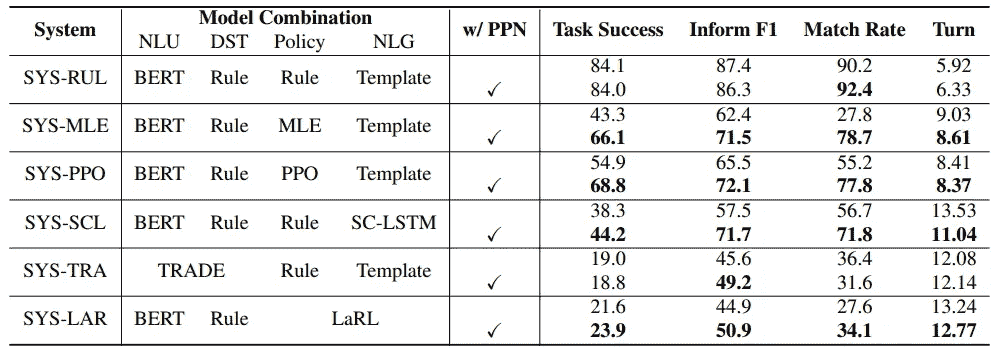 System Model Combination w/ PPN Task Success Inform F1 Match Rate Turn
NLU DST Policy NLG
SYS-RUL BERT Rule Rule Template 84.1 87.4 90.2 5.92
✓ 84.0 86.3 92.4 6.33
SYS-MLE BERT Rule MLE Template 43.3 62.4 27.8 9.03
✓ 66.1 71.5 78.7 8.61
SYS-PPO BERT Rule PPO Template 54.9 65.5 55.2 8.41
✓ 68.8 72.1 77.8 8.37
SYS-SCL BERT Rule Rule SC-LSTM 38.3 57.5 56.7 13.53
✓ 44.2 71.7 71.8 11.04
SYS-TRA TRADE Rule Template 19.0 45.6 36.4 12.08
✓ 18.8 49.2 31.6 12.14
SYS-LAR BERT Rule LaRL 21.6 44.9 27.6 13.24
✓ 23.9 50.9 34.1 12.77